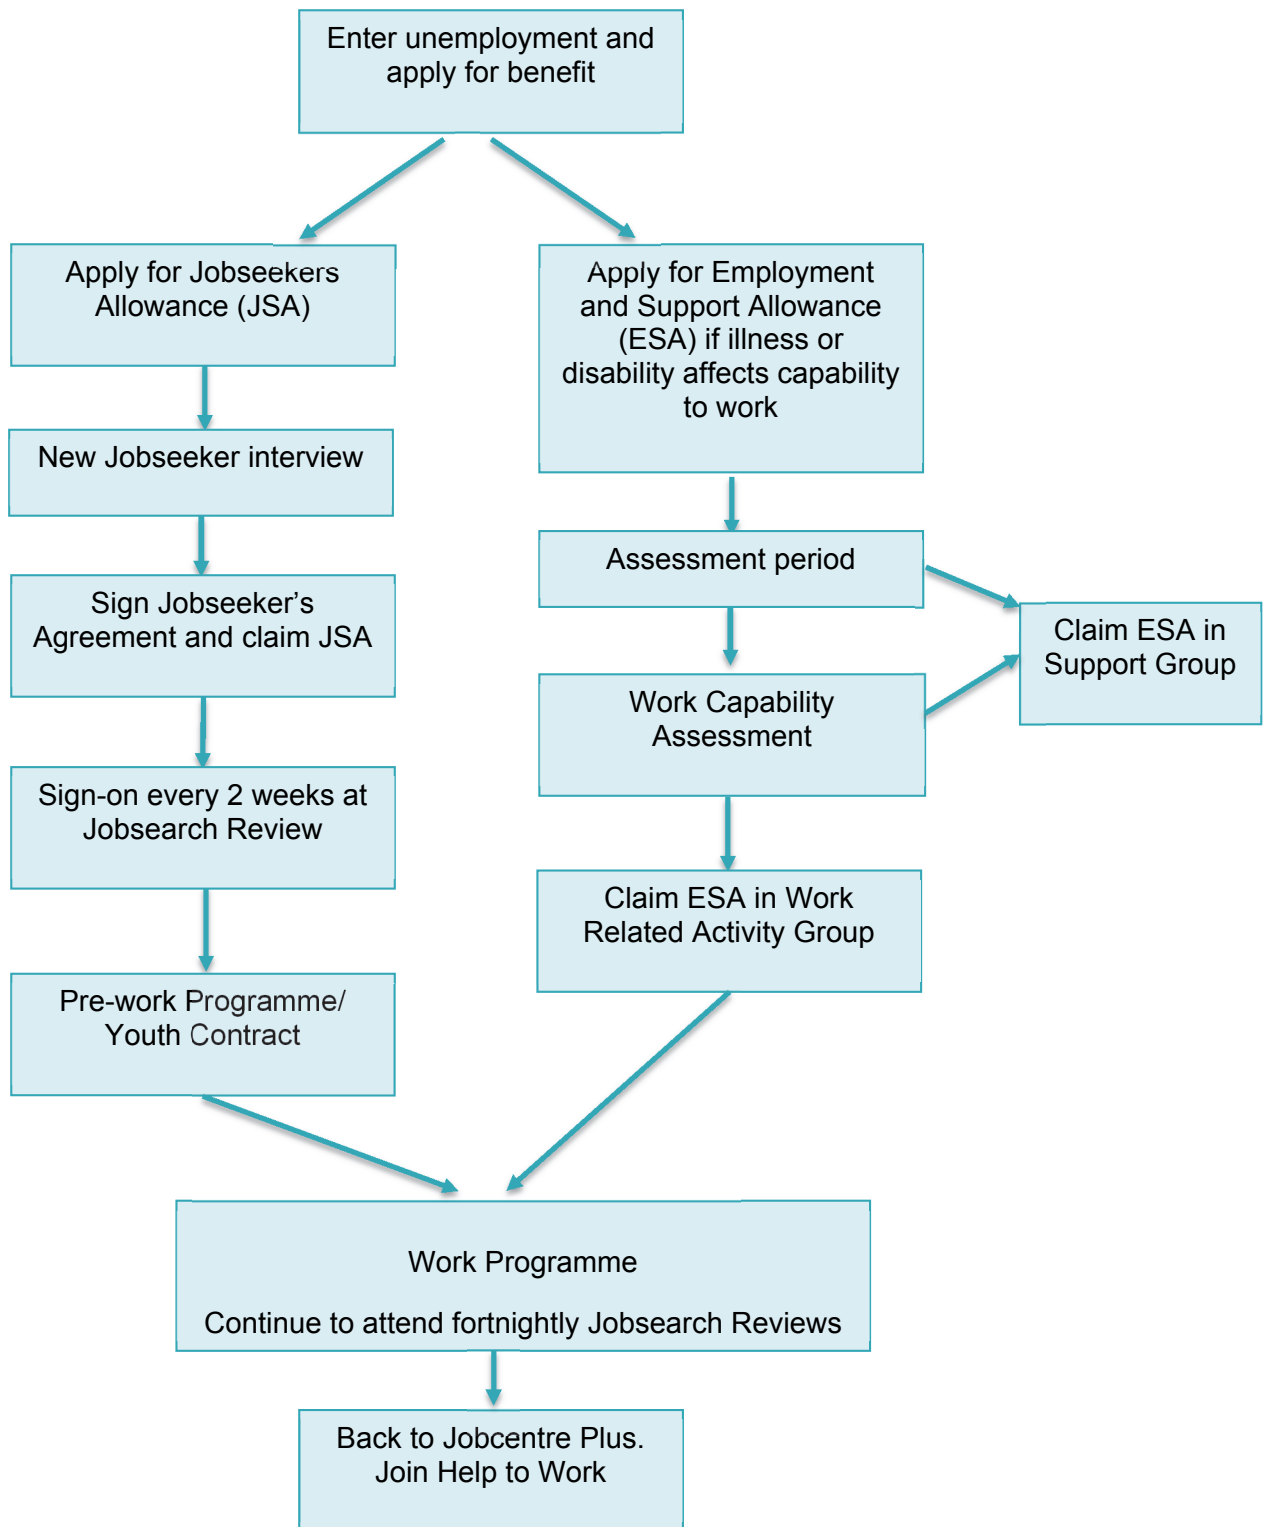 Enter unemployment and
apply for benefit
Apply for Jobseekers
Allowance (JSA)
Apply for Employment
and Support Allowance
(ESA) if illness or
disability affects capability
to work
New Jobseeker interview
Assessment period
Sign Jobseeker’s
Agreement and claim JSA
Claim ESA in
Support Group
Work Capability
Assessment
Sign-on every 2 weeks at
Jobsearch Review
Claim ESA in Work
Related Activity Group
Pre-work Programme/
Youth Contract
Work Programme
Continue to attend fortnightly Jobsearch Reviews
Back to Jobcentre Plus.
Join Help to Work